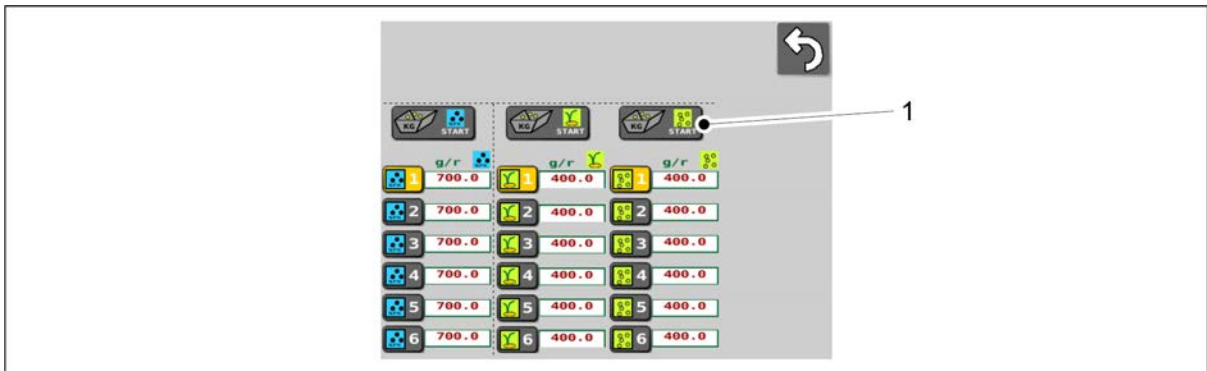 1
KG START KG START KG START
g/r g/r g/r
1 700.0 1 400.0 1 400.0
2 700.0 2 400.0 2 400.0
3 700.0 3 400.0 3 400.0
4 700.0 4 400.0 4 400.0
5 700.0 5 400.0 5 400.0
6 700.0 6 400.0 6 400.0